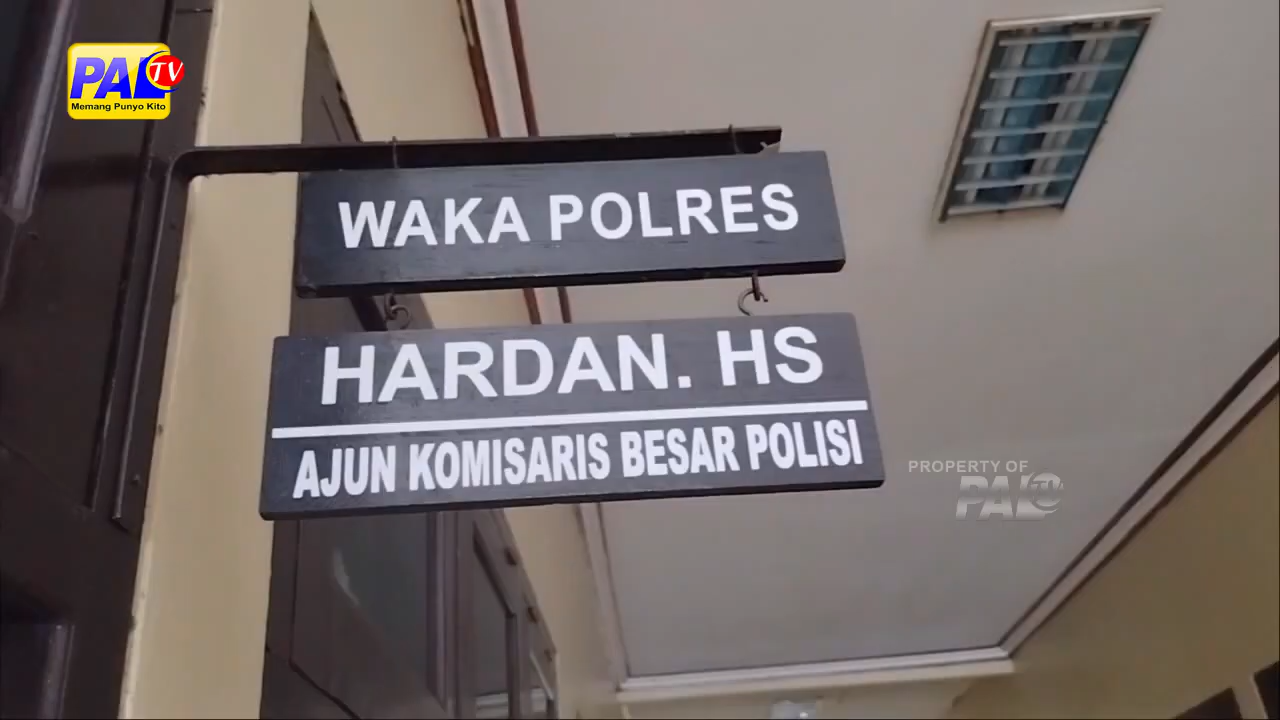 PAL TV
Memang Punyo Kito
WAKA POLRES
HARDAN. HS
AJUN KOMISARIS BESAR POLISI
PROPERTY OF
PAL TV